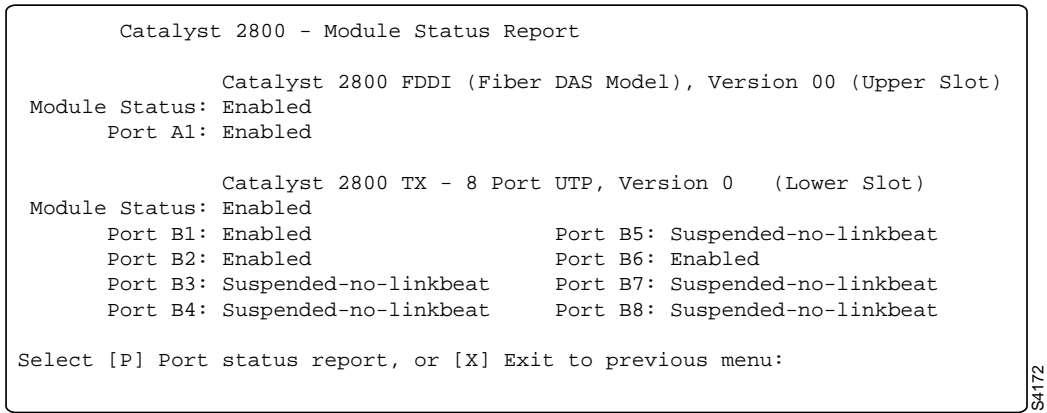 Catalyst 2800 - Module Status Report
Catalyst 2800 FDDI (Fiber DAS Model), Version 00 (Upper Slot)
Module Status: Enabled
Port A1: Enabled
Catalyst 2800 TX - 8 Port UTP, Version 0 (Lower Slot)
Module Status: Enabled
Port B1: Enabled Port B5: Suspended-no-linkbeat
Port B2: Enabled Port B6: Enabled
Port B3: Suspended-no-linkbeat Port B7: Suspended-no-linkbeat
Port B4: Suspended-no-linkbeat Port B8: Suspended-no-linkbeat
Select [P] Port status report, or [X] Exit to previous menu:
S4172